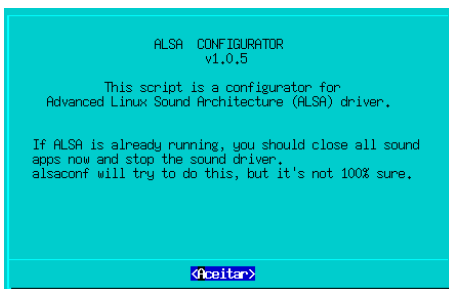 ALSA CONFIGURATOR
v1.0.5
This script is a configurator for
Advanced Linux Sound Architecture (ALSA) driver.
If ALSA is already running, you should close all sound
apps now and stop the sound driver.
alsaconf will try to do this, but it's not 100% sure.
<Aceitar>